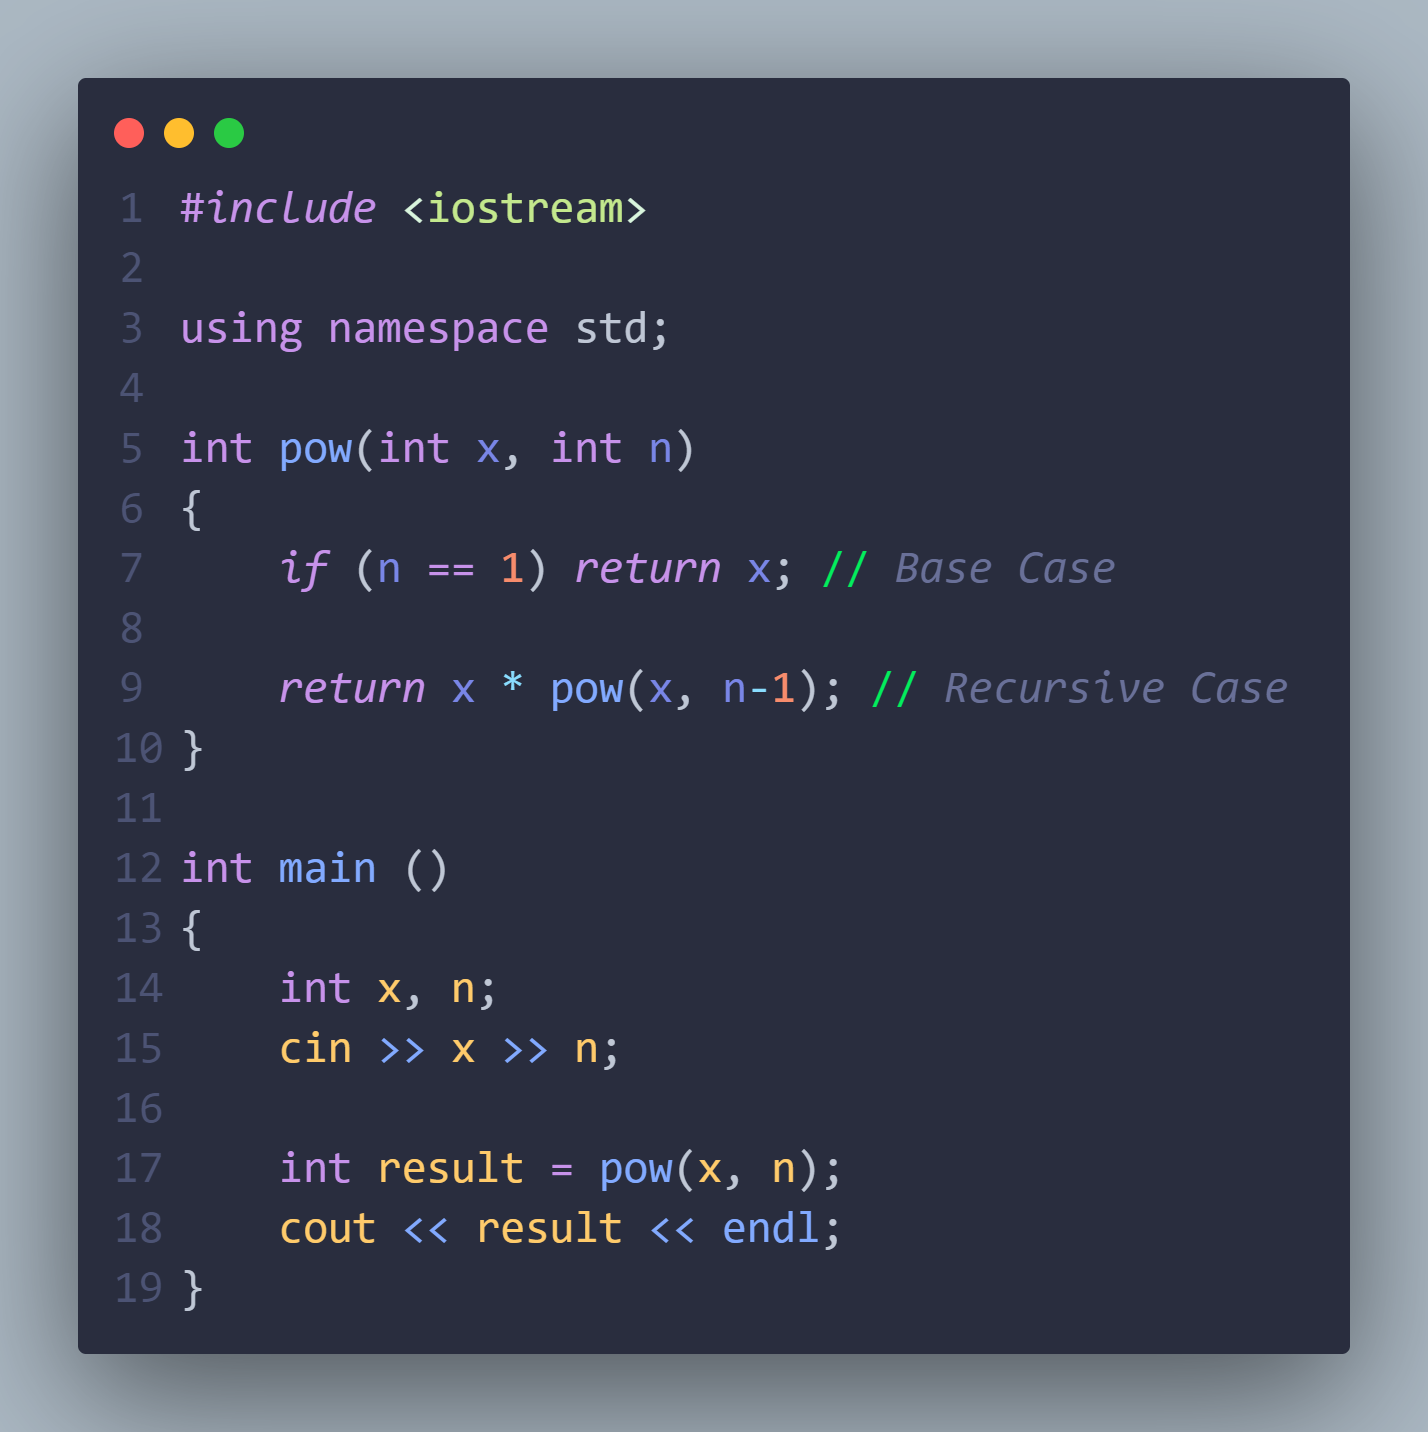 1 #include <iostream>
2
3 using namespace std;
4
5 int pow(int x, int n)
6 {
7     if (n == 1) return x; // Base Case
8
9     return x * pow(x, n-1); // Recursive Case
10 }
11
12 int main ()
13 {
14     int x, n;
15     cin >> x >> n;
16
17     int result = pow(x, n);
18     cout << result << endl;
19 }